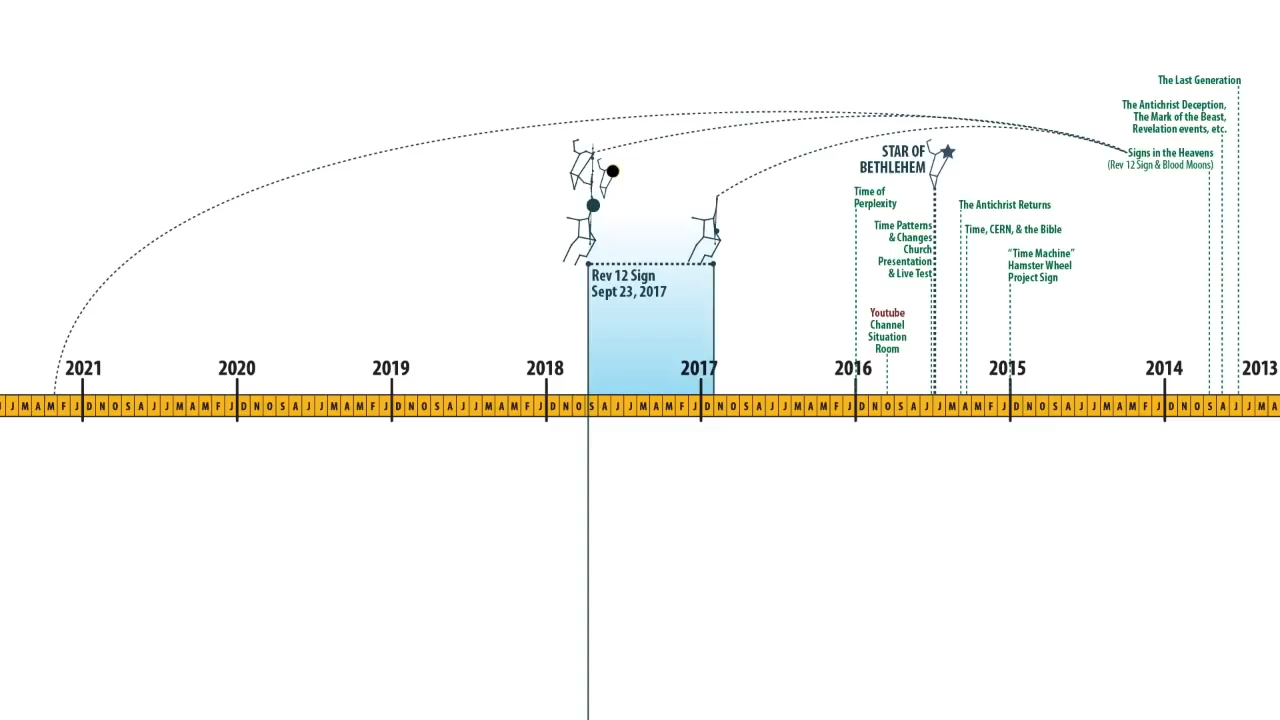 The Last Generation
The Antichrist Deception,
The Mark of the Beast,
Revelation events, etc.
Signs in the Heavens
(Rev 12 Sign & Blood Moons)
STAR OF
BETHLEHEM
Time of
Perplexity
The Antichrist Returns
Time Patterns
& Changes
Church
Presentation
& Live Test
Time, CERN, & the Bible
"Time Machine"
Hamster Wheel
Project Sign
Rev 12 Sign
Sept 23, 2017
Youtube
Channel
Situation
Room
2021 2020 2019 2018 2017 2016 2015 2014 2013
J J M A M F J D N O S A J J M A M F J D N O S A J J M A M F J D N O S A J J M A M F J D N O S A J J M A M F J D N O S A J J M A M F J D N O S A J J M A M F J D N O S A J J M A M F J D N O S A J J M A